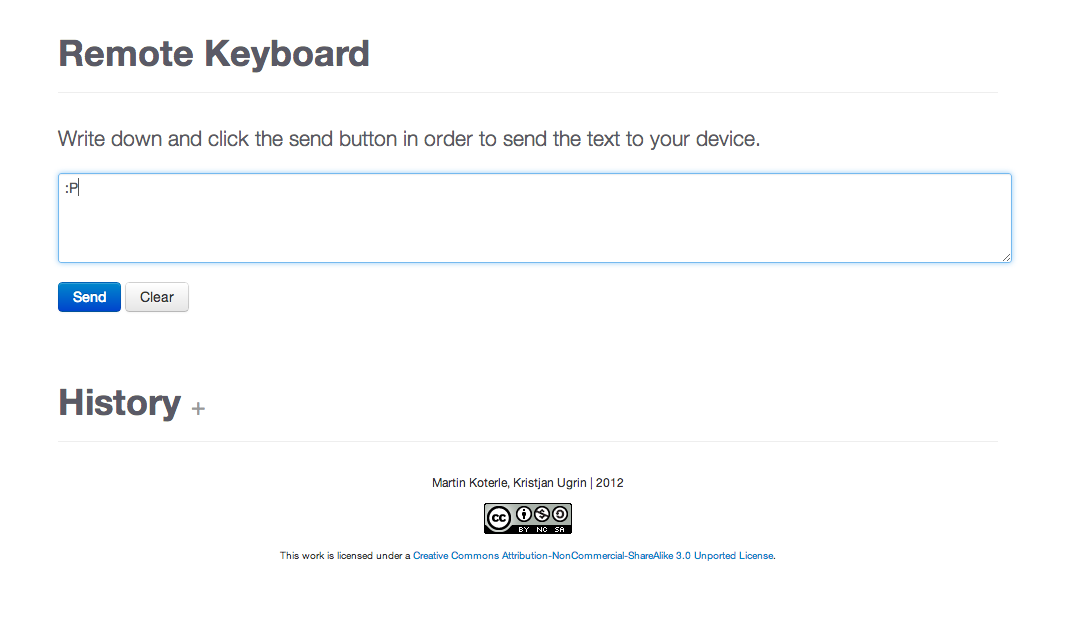 Remote Keyboard
Write down and click the send button in order to send the text to your device.
:P
Send Clear
History +
Martin Koterle, Kristjan Ugrin | 2012
cc BY NC SA
This work is licensed under a Creative Commons Attribution-NonCommercial-ShareAlike 3.0 Unported License.